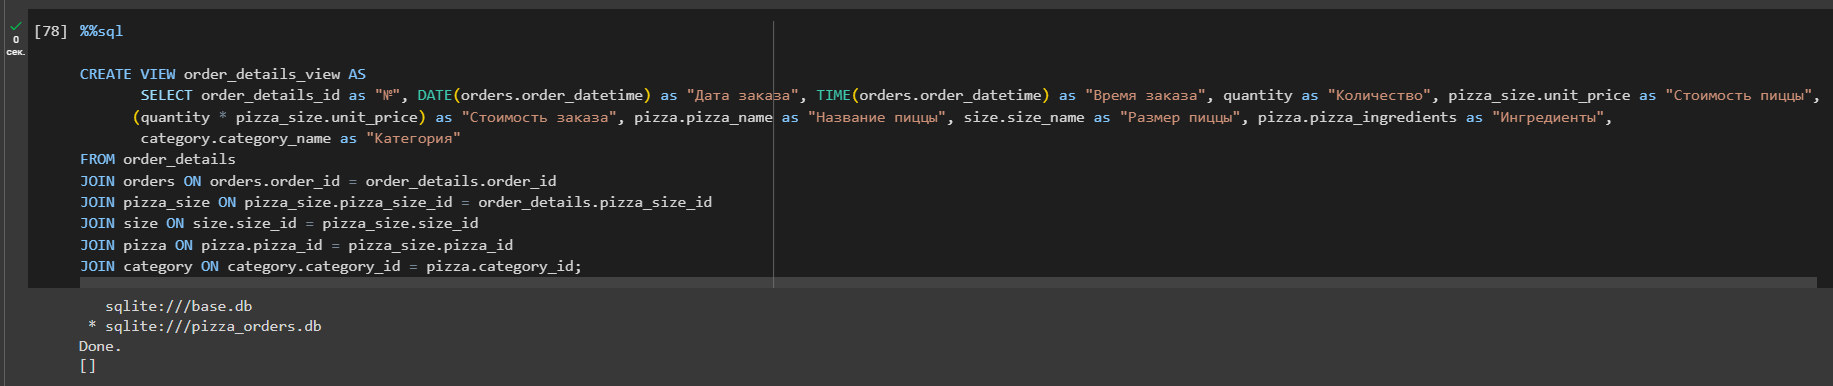 [78] %%sql
0
сек.
CREATE VIEW order_details_view AS
SELECT order_details_id as "№", DATE(orders.order_datetime) as "Дата заказа", TIME(orders.order_datetime) as "Время заказа", quantity as "Количество", pizza_size.unit_price as "Стоимость пиццы",
(quantity * pizza_size.unit_price) as "Стоимость заказа", pizza.pizza_name as "Название пиццы", size.size_name as "Размер пиццы", pizza.pizza_ingredients as "Ингредиенты",
category.category_name as "Категория"
FROM order_details
JOIN orders ON orders.order_id = order_details.order_id
JOIN pizza_size ON pizza_size.pizza_size_id = order_details.pizza_size_id
JOIN size ON size.size_id = pizza_size.size_id
JOIN pizza ON pizza.pizza_id = pizza_size.pizza_id
JOIN category ON category.category_id = pizza.category_id;
sqlite:///base.db
* sqlite:///pizza_orders.db
Done.
[]